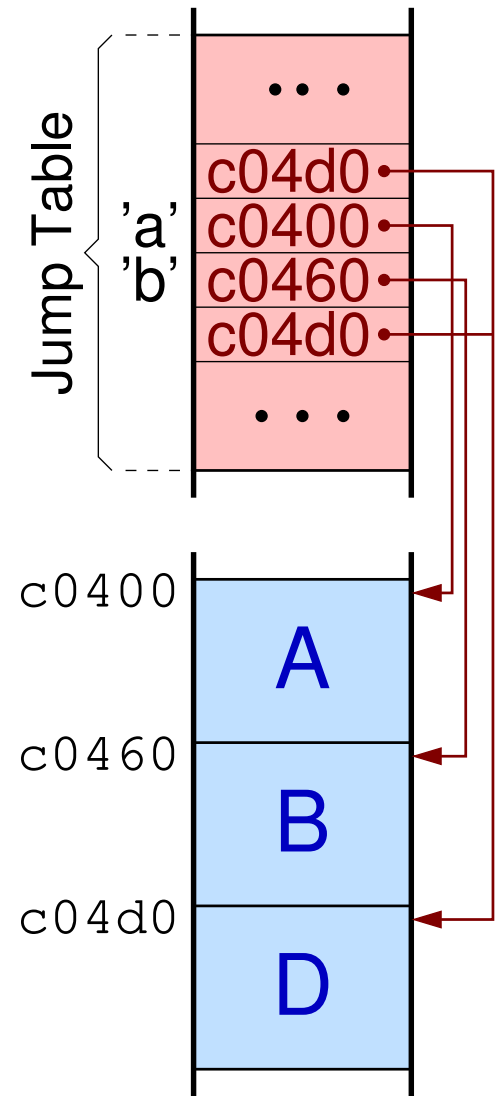 Jump Table
• • •
c04d0
'a' c0400
'b' c0460
c04d0
• • •
c0400
A
c0460
B
c04d0
D